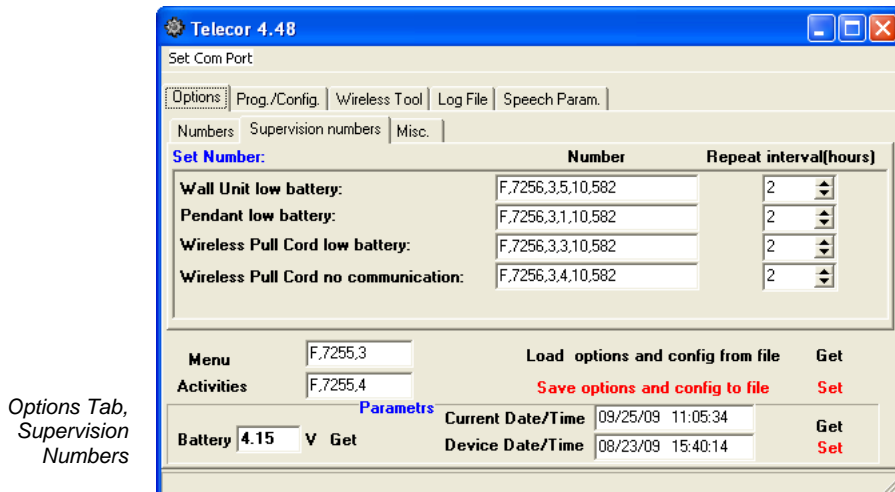 Telecor 4.48
Set Com Port
Options Prog./Config. Wireless Tool Log File Speech Param.
Numbers Supervision numbers Misc.
Set Number: Number Repeat interval(hours)
Wall Unit low battery: F,7256,3,5,10,582 2
Pendant low battery: F,7256,3,1,10,582 2
Wireless Pull Cord low battery: F,7256,3,3,10,582 2
Wireless Pull Cord no communication: F,7256,3,4,10,582 2
Menu F,7255,3 Load options and config from file Get
Activities F,7255,4 Save options and config to file Set
Parametrs
Current Date/Time 09/25/09 11:05:34 Get
Battery 4.15 V Get Device Date/Time 08/23/09 15:40:14 Set
Options Tab,
Supervision
Numbers